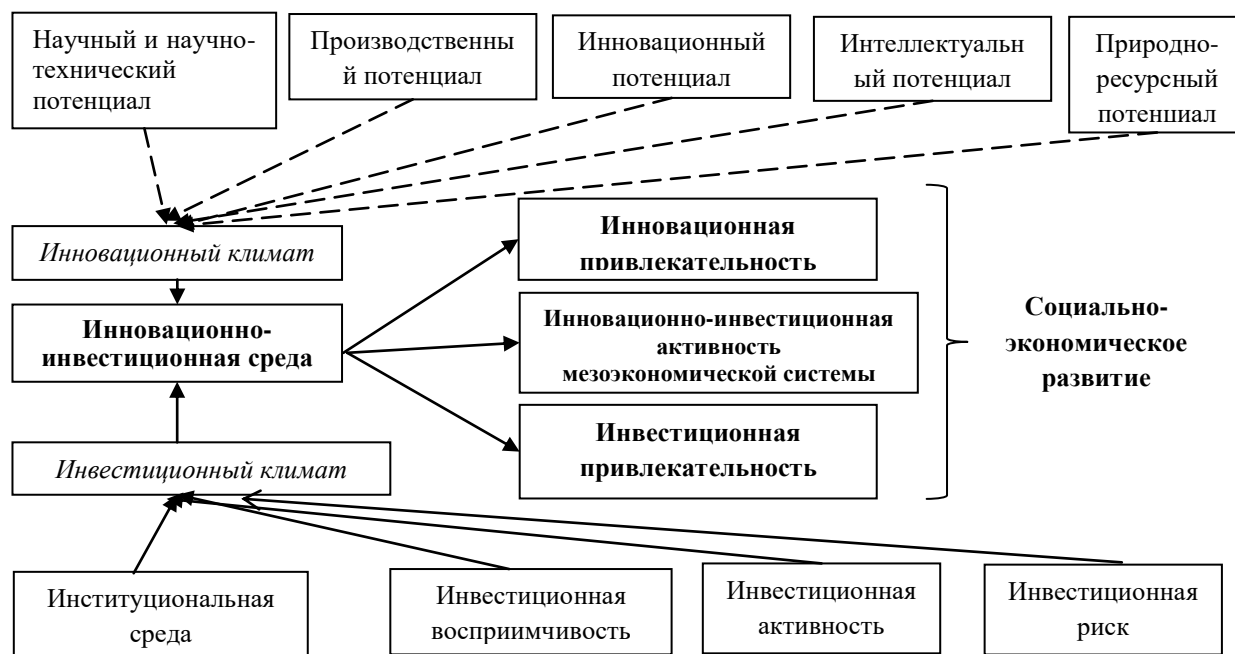 Научный и научно-
технический
потенциал
Производственны
й потенциал
Инновационный
потенциал
Интеллектуальн
ый потенциал
Природно-
ресурсный
потенциал
Инновационный климат
Инновационно-
инвестиционная среда
Инвестиционный климат
Инновационная
привлекательность
Инновационно-инвестиционная
активность
мезоэкономической системы
Инвестиционная
привлекательность
Социально-
экономическое
развитие
Институциональная
среда
Инвестиционная
восприимчивость
Инвестиционная
активность
Инвестиционная
риск